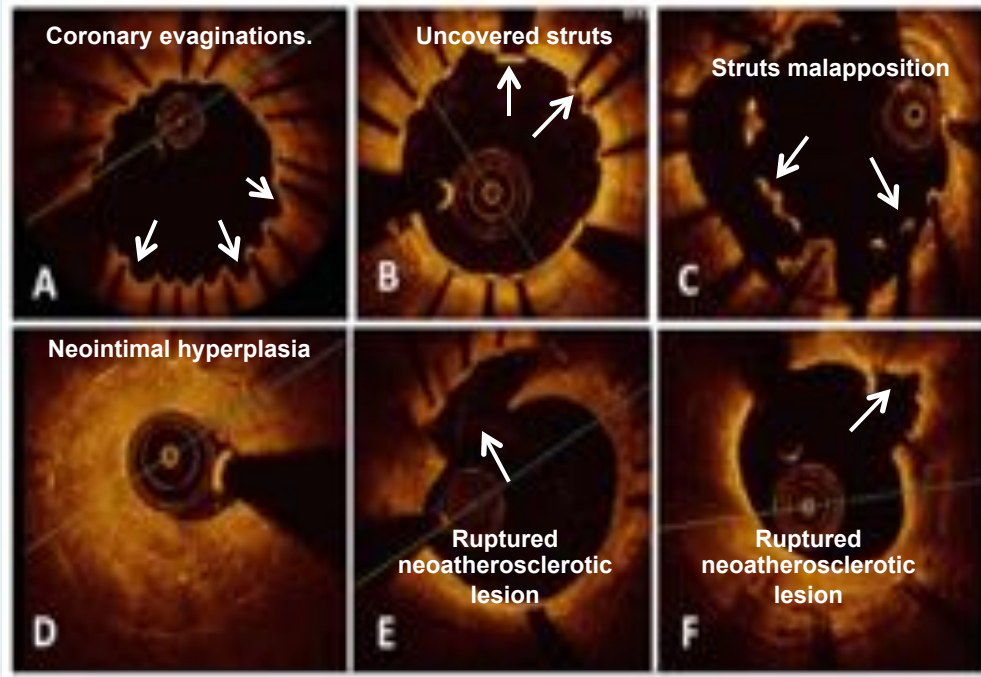 Coronary evaginations.
Uncovered struts
Struts malapposition
A
B
C
Neointimal hyperplasia
Ruptured
neoatherosclerotic
lesion
Ruptured
neoatherosclerotic
lesion
D
E
F